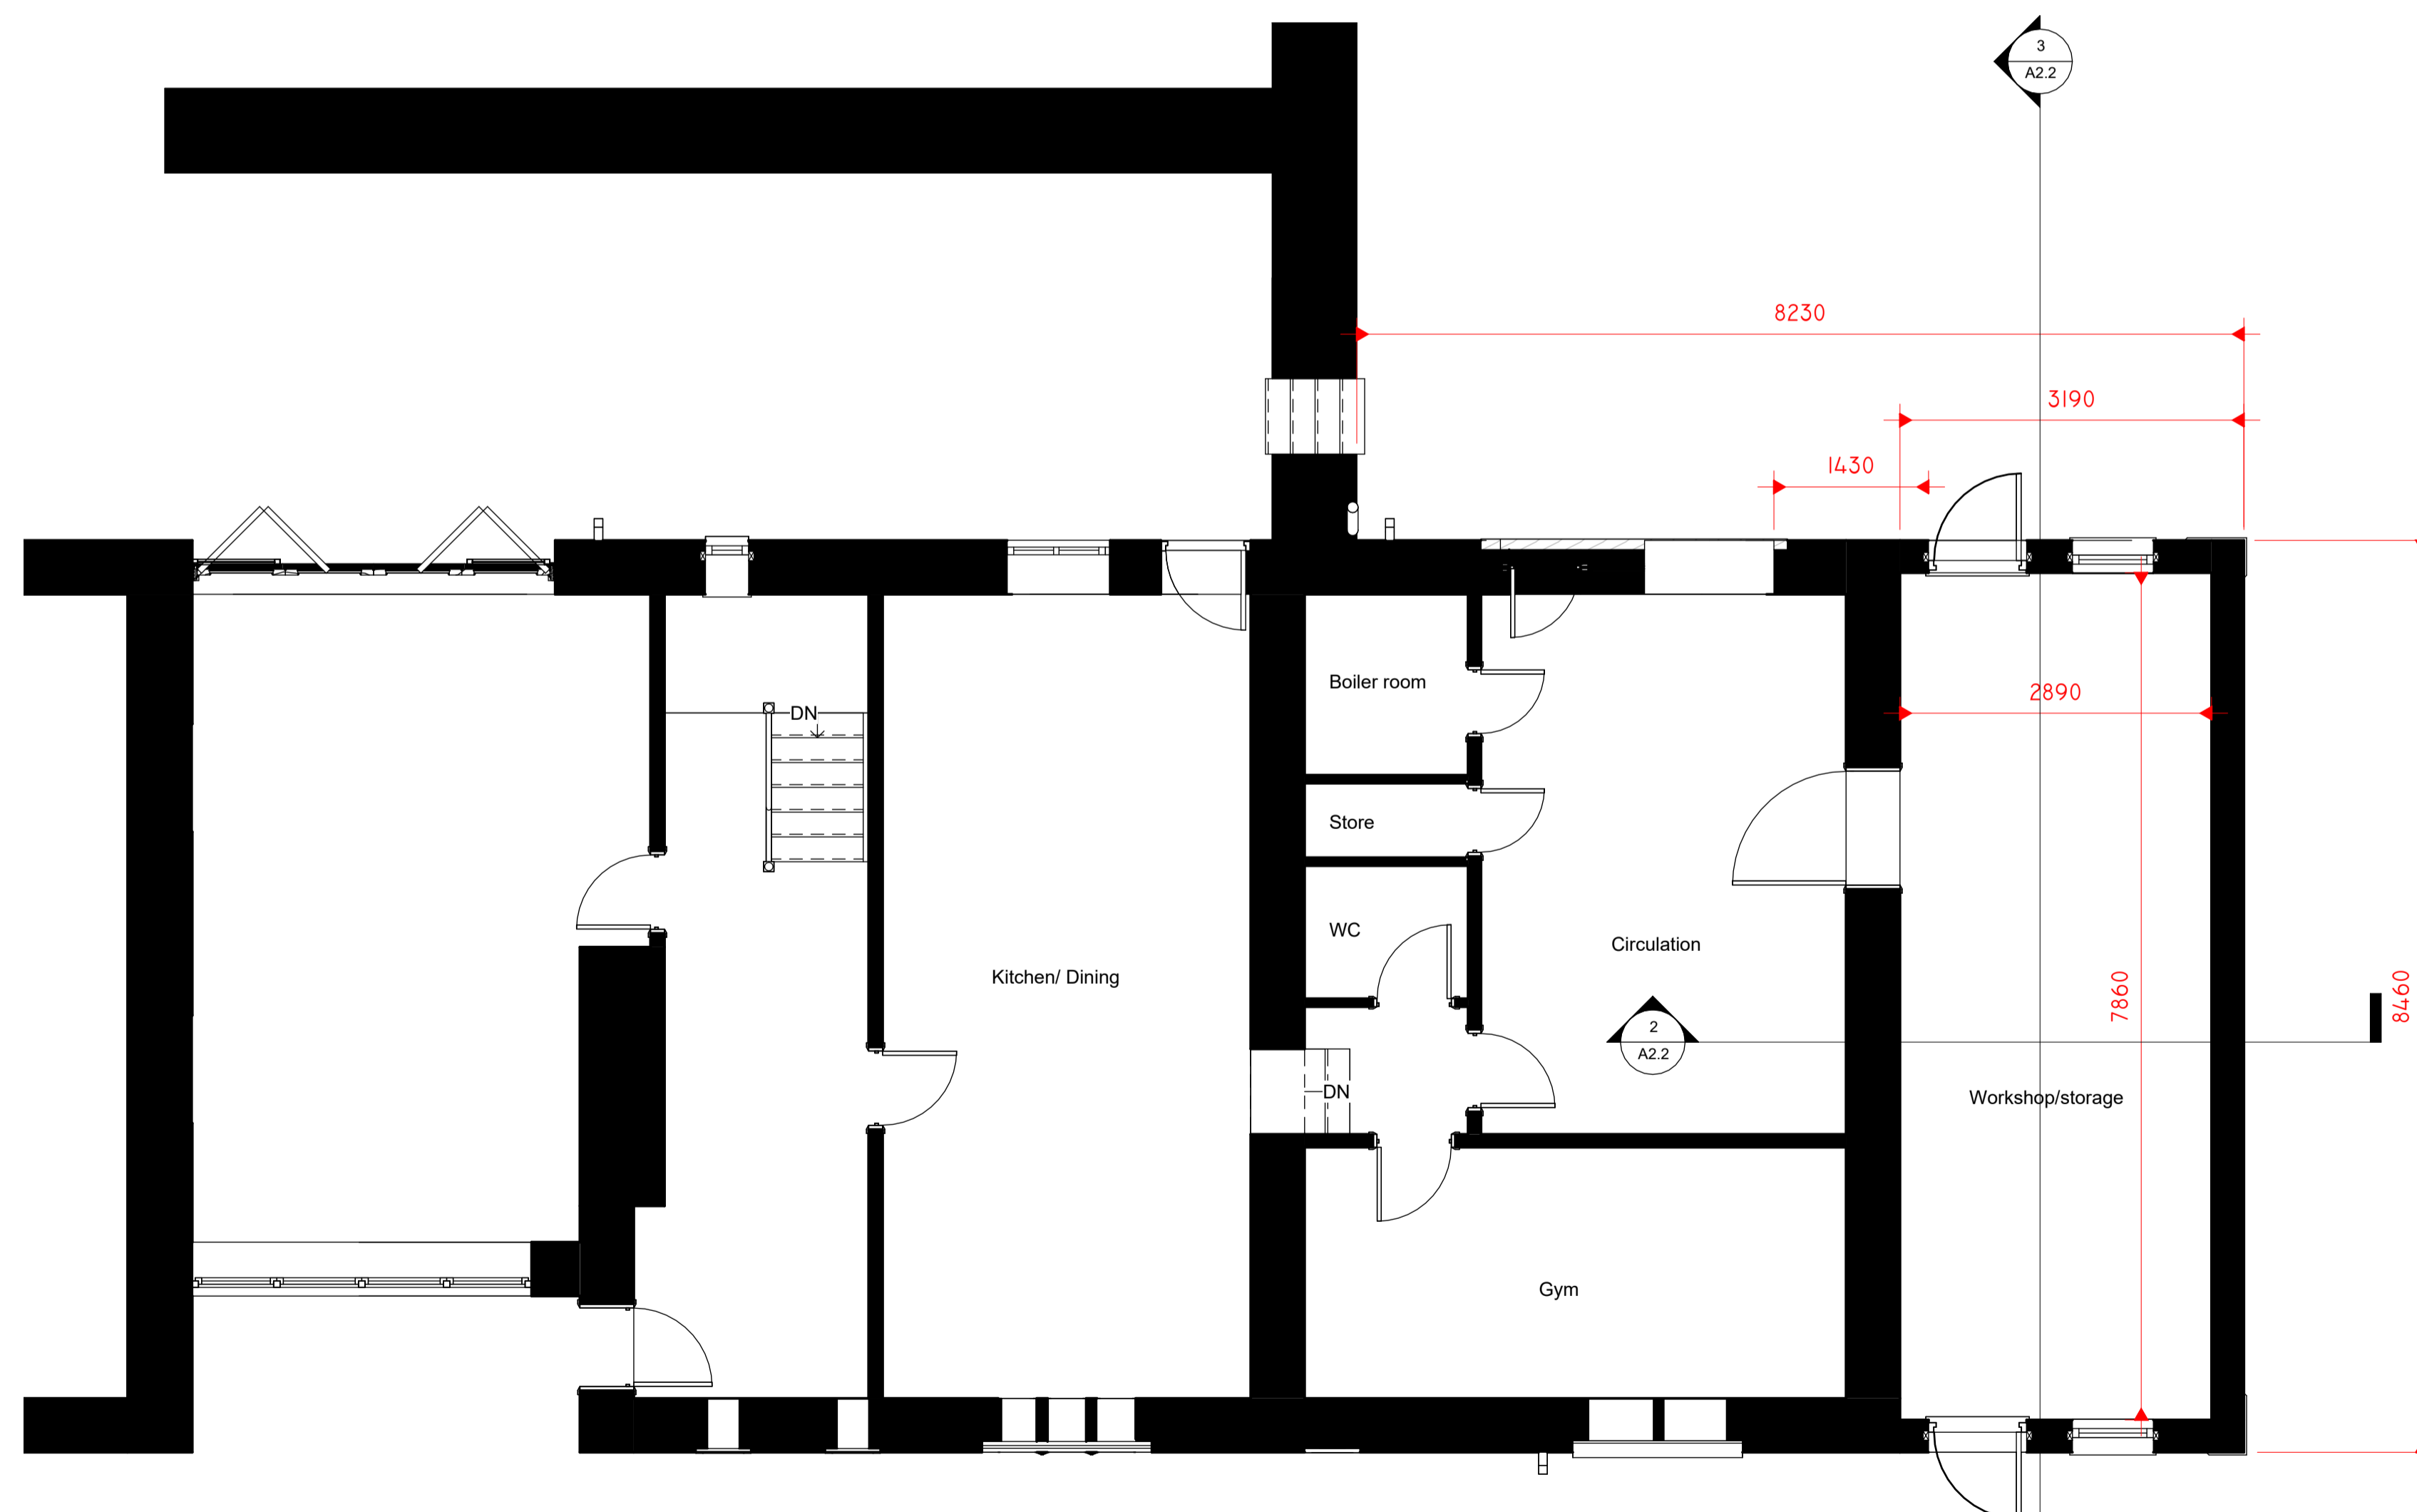 3
A2.2
8230
3190
1430
Boiler room
2890
DN
Store
WC
Circulation
Kitchen/ Dining
7860
8460
2
A2.2
DN
Workshop/storage
Gym